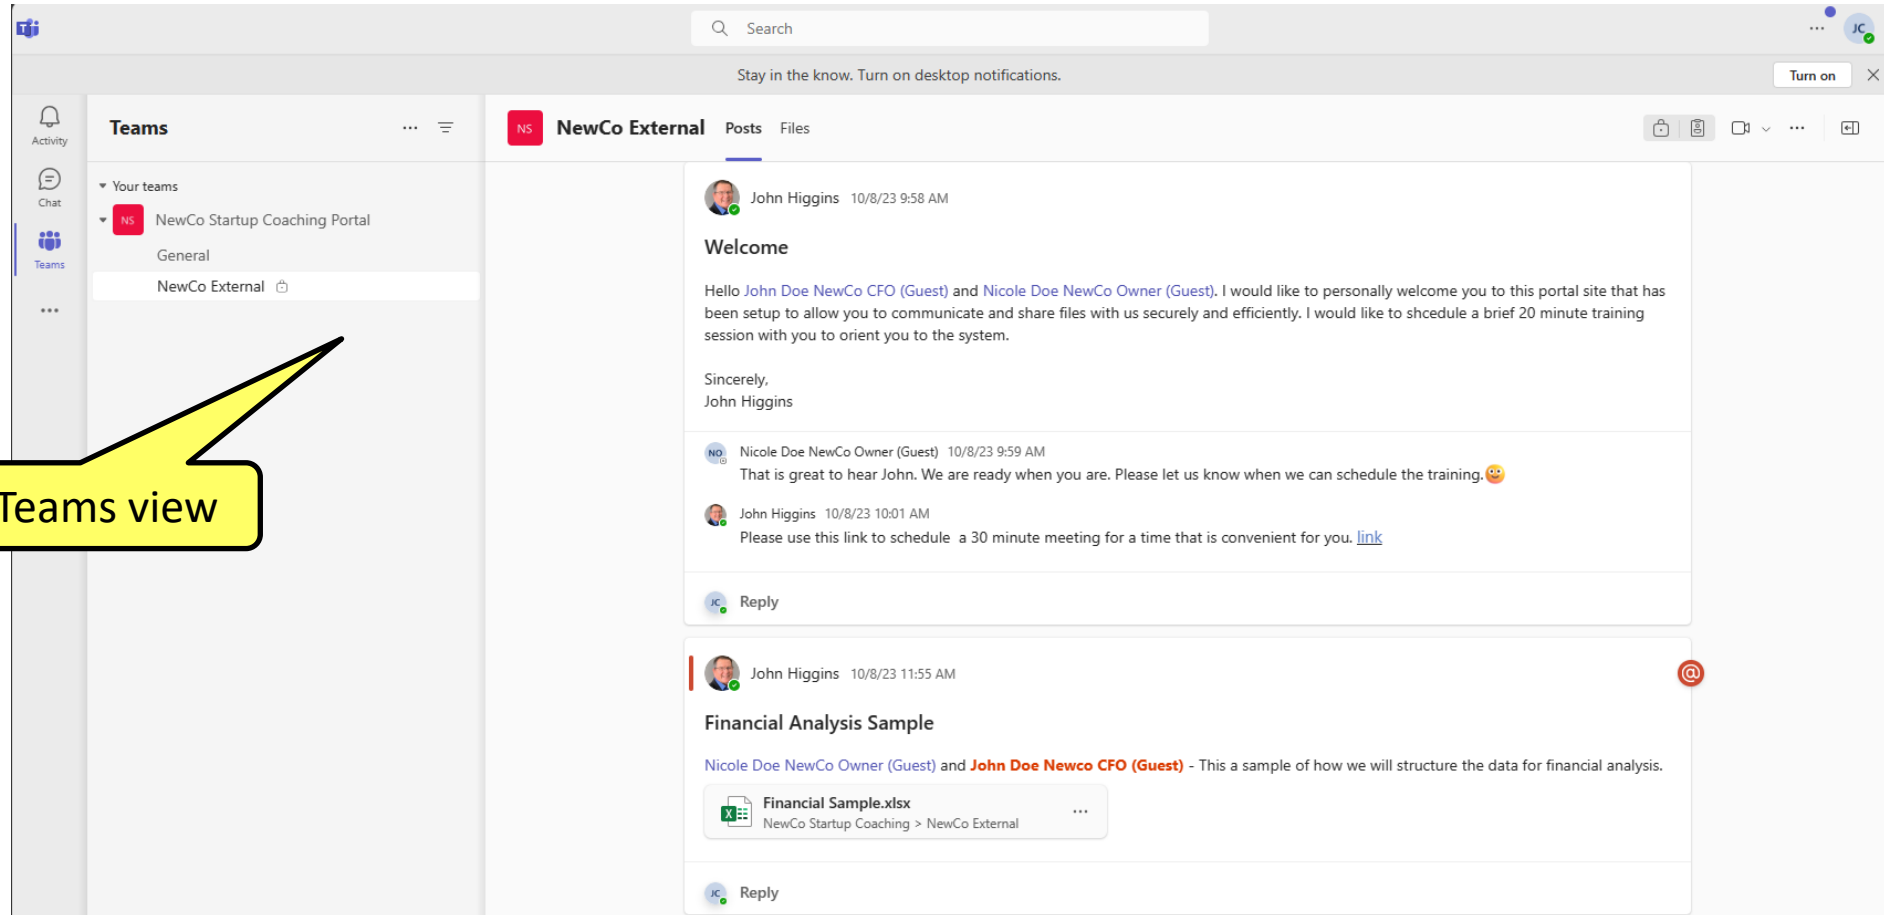 Search
JC
Stay in the know. Turn on desktop notifications.
Turn on
Activity
Chat
Teams
Teams
Your teams
NS NewCo Startup Coaching Portal
General
NewCo External
Teams view
NS NewCo External Posts Files
John Higgins 10/8/23 9:58 AM
Welcome
Hello John Doe NewCo CFO (Guest) and Nicole Doe NewCo Owner (Guest). I would like to personally welcome you to this portal site that has
been setup to allow you to communicate and share files with us securely and efficiently. I would like to shcedule a brief 20 minute training
session with you to orient you to the system.
Sincerely,
John Higgins
NO Nicole Doe NewCo Owner (Guest) 10/8/23 9:59 AM
That is great to hear John. We are ready when you are. Please let us know when we can schedule the training.
John Higgins 10/8/23 10:01 AM
Please use this link to schedule a 30 minute meeting for a time that is convenient for you. link
JC Reply
John Higgins 10/8/23 11:55 AM
@
Financial Analysis Sample
Nicole Doe NewCo Owner (Guest) and John Doe Newco CFO (Guest) - This a sample of how we will structure the data for financial analysis.
Financial Sample.xlsx
NewCo Startup Coaching > NewCo External
JC Reply